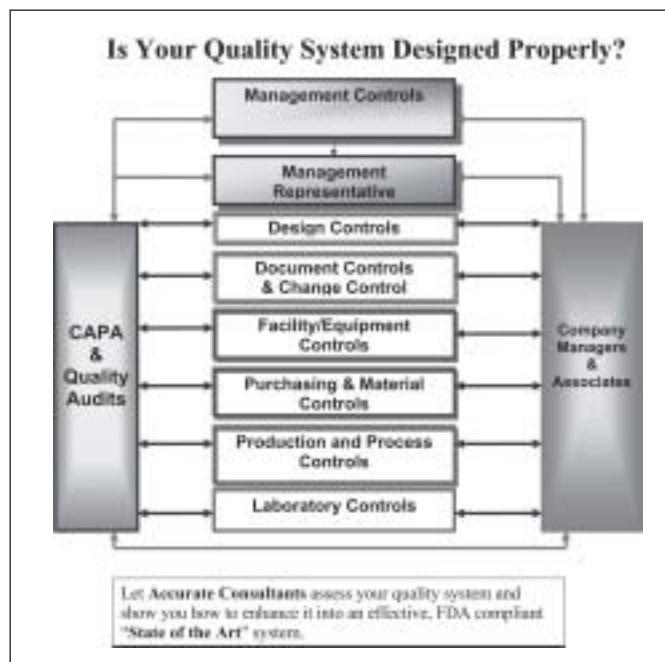 Is Your Quality System Designed Properly?
Management Controls
Management
Representative
Design Controls
Document Controls
& Change Control
Facility/Equipment
Controls
Purchasing & Material
Controls
Production and Process
Controls
Laboratory Controls
CAPA
&
Quality
Audits
Company
Managers
&
Associates
Let Accurate Consultants assess your quality system and
show you how to enhance it into an effective, FDA compliant
"State of the Art" system.